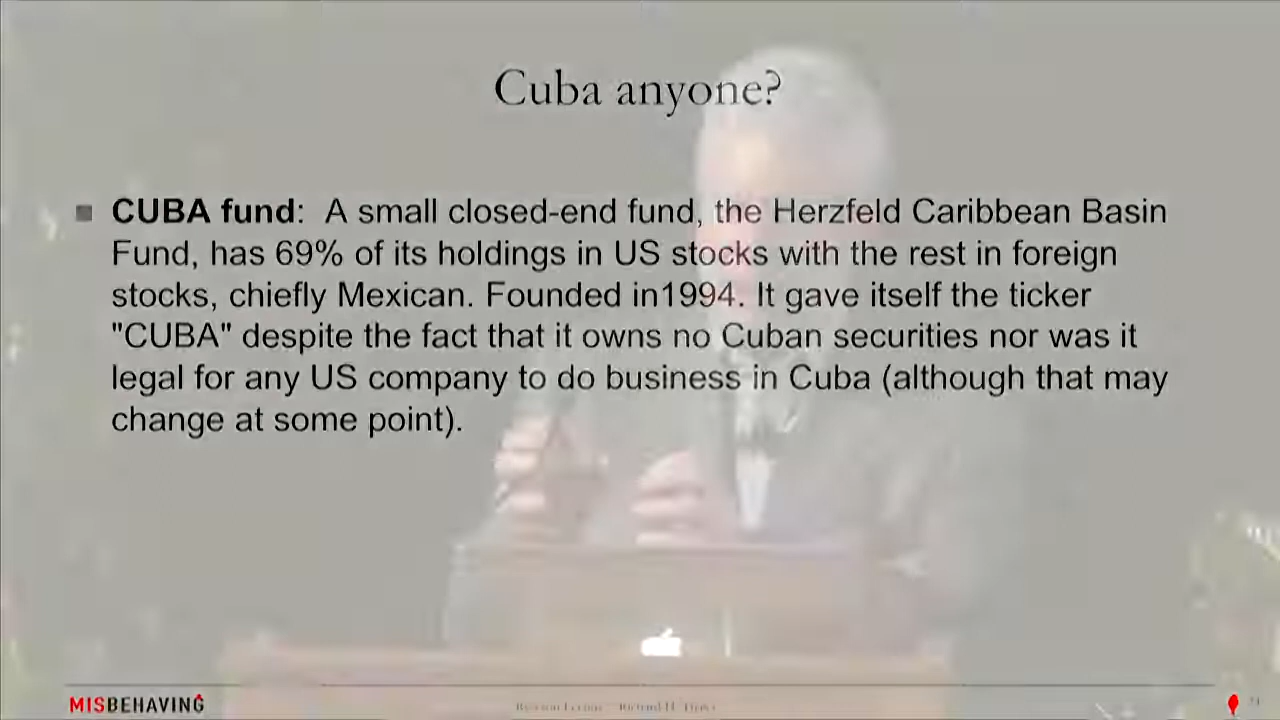 Cuba anyone?
CUBA fund: A small closed-end fund, the Herzfeld Caribbean Basin
Fund, has 69% of its holdings in US stocks with the rest in foreign
stocks, chiefly Mexican. Founded in1994. It gave itself the ticker
"CUBA" despite the fact that it owns no Cuban securities nor was it
legal for any US company to do business in Cuba (although that may
change at some point).
MISBEHAVING